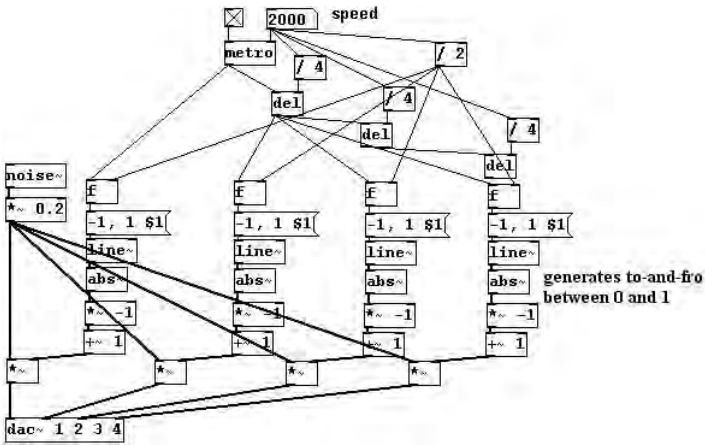 2000 speed
metro / 4 / 2
del / 4
del / 4
del
noise~ f f f f
*~ 0.2 -1, 1 $1 -1, 1 $1 -1, 1 $1 -1, 1 $1
line~ line~ line~ line~
abs~ abs~ abs~ abs~ generates to-and-fro
between 0 and 1
*~ -1 *~ -1 *~ -1 *~ -1
+~ 1 +~ 1 +~ 1 +~ 1
*~ *~ *~ *~
dac~ 1 2 3 4